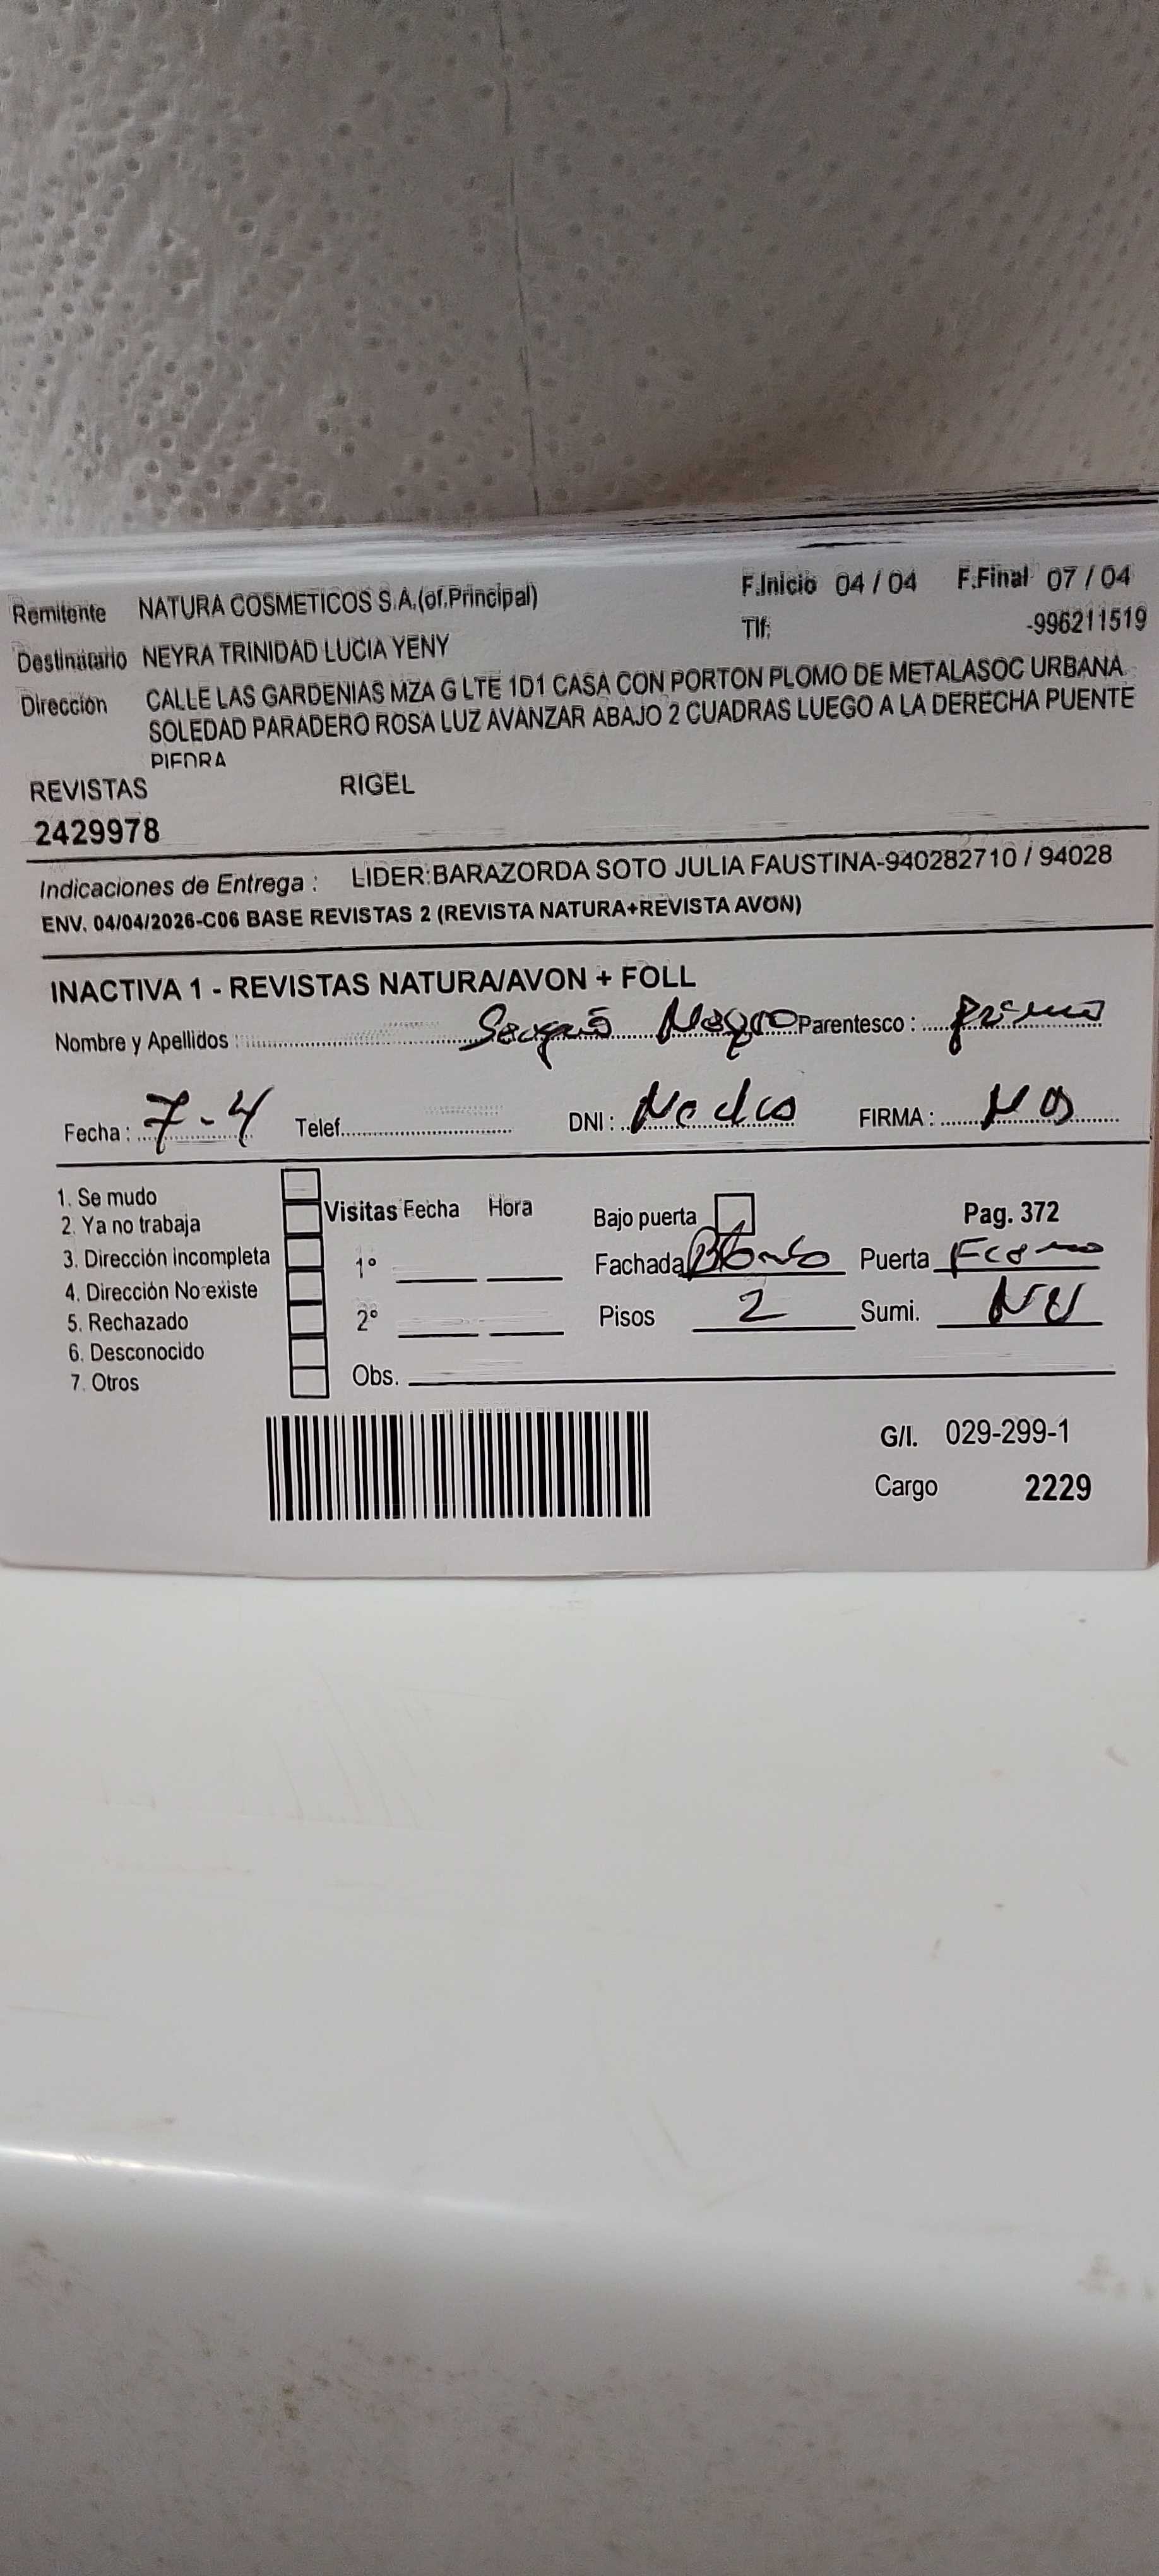 Remitente NATURA COSMETICOS S.A.(of.Principal) F.Inicio 04 / 04 F.Final 07 / 04
Destinatario NEYRA TRINIDAD LUCIA YENY Tlf: -996211519
Dirección CALLE LAS GARDENIAS MZA G LTE 1D1 CASA CON PORTON PLOMO DE METALASOC URBANA
SOLEDAD PARADERO ROSA LUZ AVANZAR ABAJO 2 CUADRAS LUEGO A LA DERECHA PUENTE
PIEDRA
REVISTAS RIGEL
2429978
Indicaciones de Entrega : LIDER:BARAZORDA SOTO JULIA FAUSTINA-940282710 / 94028
ENV. 04/04/2026-C06 BASE REVISTAS 2 (REVISTA NATURA+REVISTA AVON)
INACTIVA 1 - REVISTAS NATURA/AVON + FOLL
Nombre y Apellidos : Parentesco :
Fecha : 7-4 Telef. DNI : No dio FIRMA :
1. Se mudo
2. Ya no trabaja Visitas Fecha Hora Bajo puerta Pag. 372
3. Dirección incompleta 1° Fachada Blanco Puerta
4. Dirección No existe
5. Rechazado 2° Pisos 2 Sumi.
6. Desconocido
7. Otros Obs.
G/I. 029-299-1
Cargo 2229